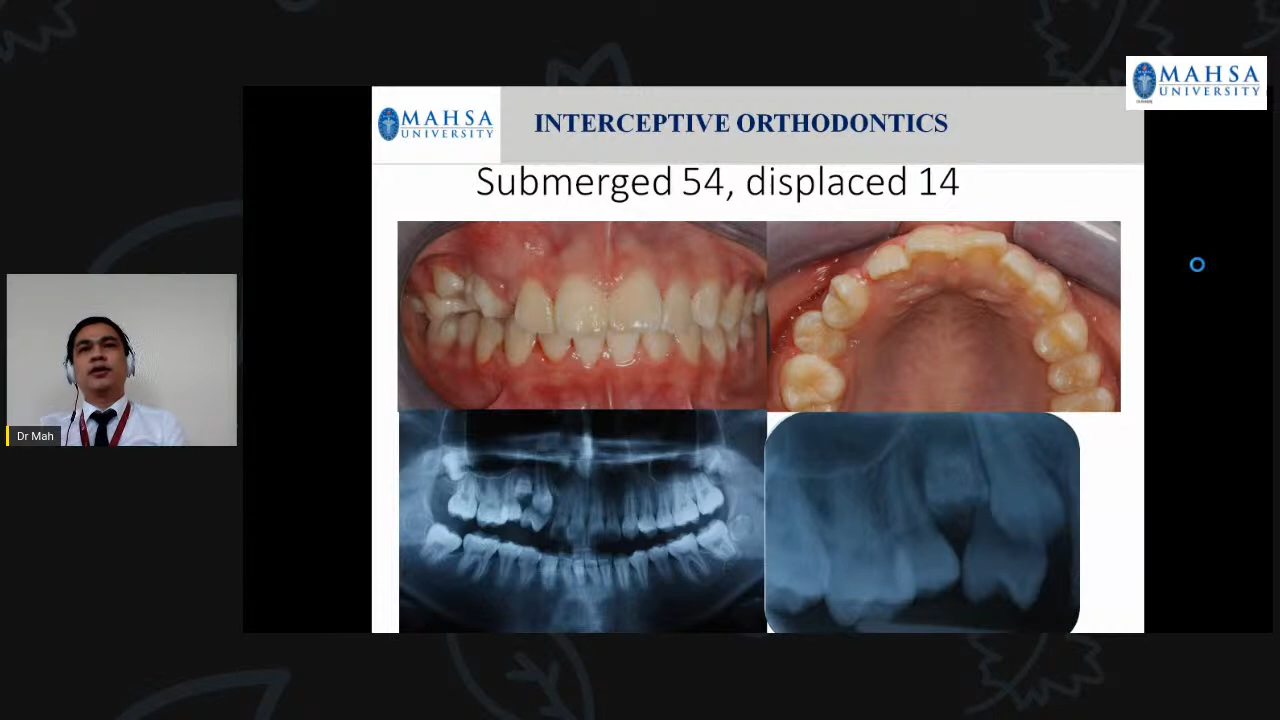 MAHSA
UNIVERSITY
MAHSA
UNIVERSITY
INTERCEPTIVE ORTHODONTICS
Submerged 54, displaced 14
Dr Mah